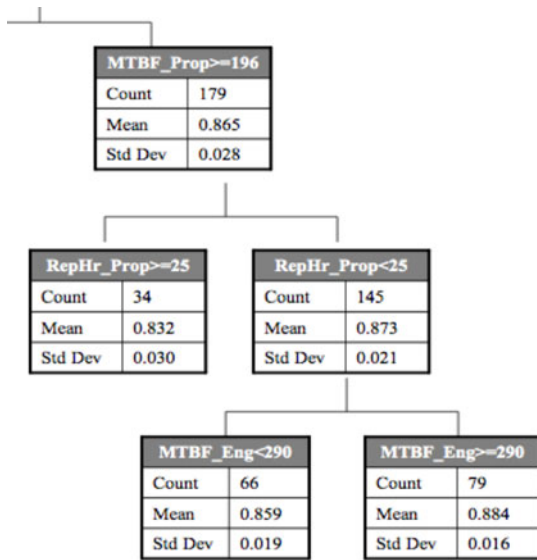 MTBF_Prop>=196
Count 179
Mean 0.865
Std Dev 0.028
RepHr_Prop>=25
Count 34
Mean 0.832
Std Dev 0.030
RepHr_Prop<25
Count 145
Mean 0.873
Std Dev 0.021
MTBF_Eng<290
Count 66
Mean 0.859
Std Dev 0.019
MTBF_Eng>=290
Count 79
Mean 0.884
Std Dev 0.016